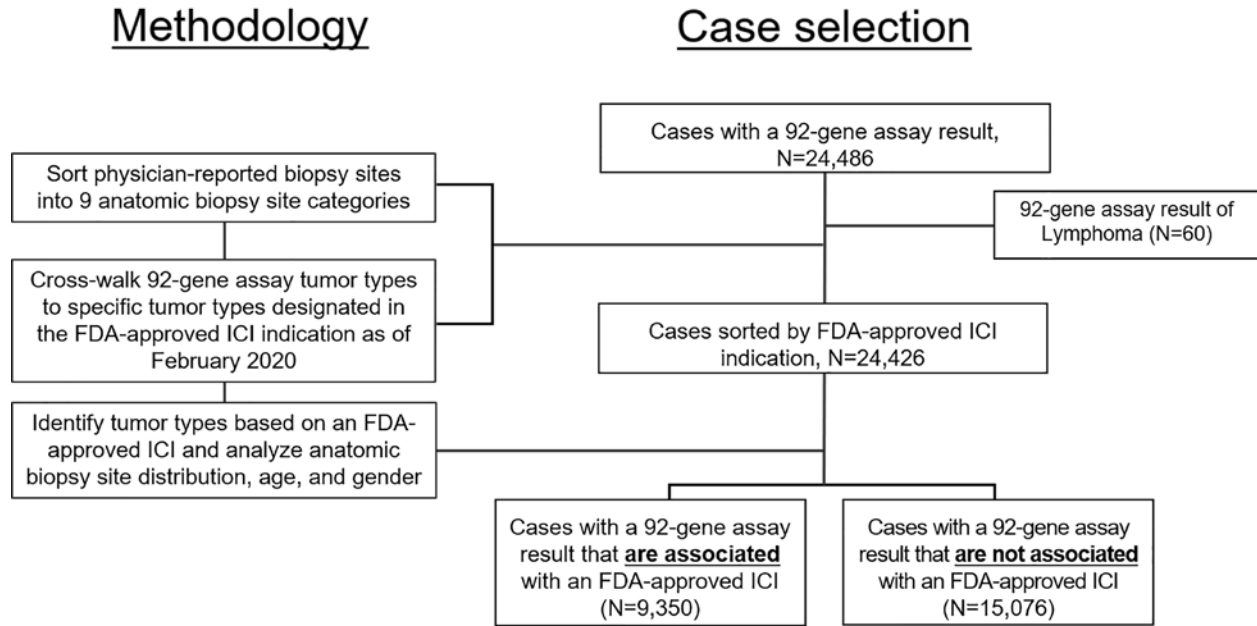 Methodology
Case selection
Cases with a 92-gene assay result,
N=24,486
Sort physician-reported biopsy sites
into 9 anatomic biopsy site categories
92-gene assay result of
Lymphoma (N=60)
Cross-walk 92-gene assay tumor types
to specific tumor types designated in
the FDA-approved ICI indication as of
February 2020
Cases sorted by FDA-approved ICI
indication, N=24,426
Identify tumor types based on an FDA-
approved ICI and analyze anatomic
biopsy site distribution, age, and gender
Cases with a 92-gene assay
result that are associated
with an FDA-approved ICI
(N=9,350)
Cases with a 92-gene assay
result that are not associated
with an FDA-approved ICI
(N=15,076)